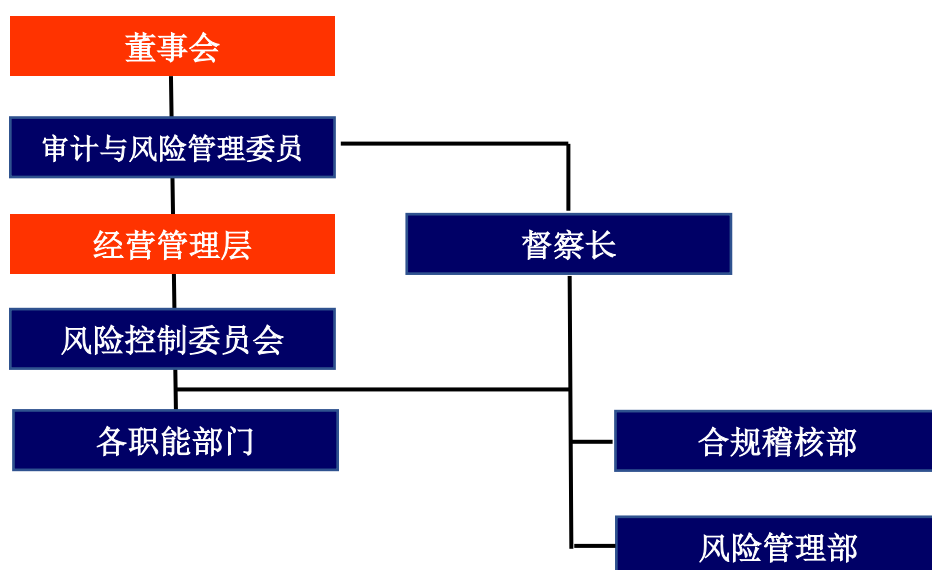 董事会
审计与风险管理委员
经营管理层
督察长
风险控制委员会
各职能部门
合规稽核部
风险管理部